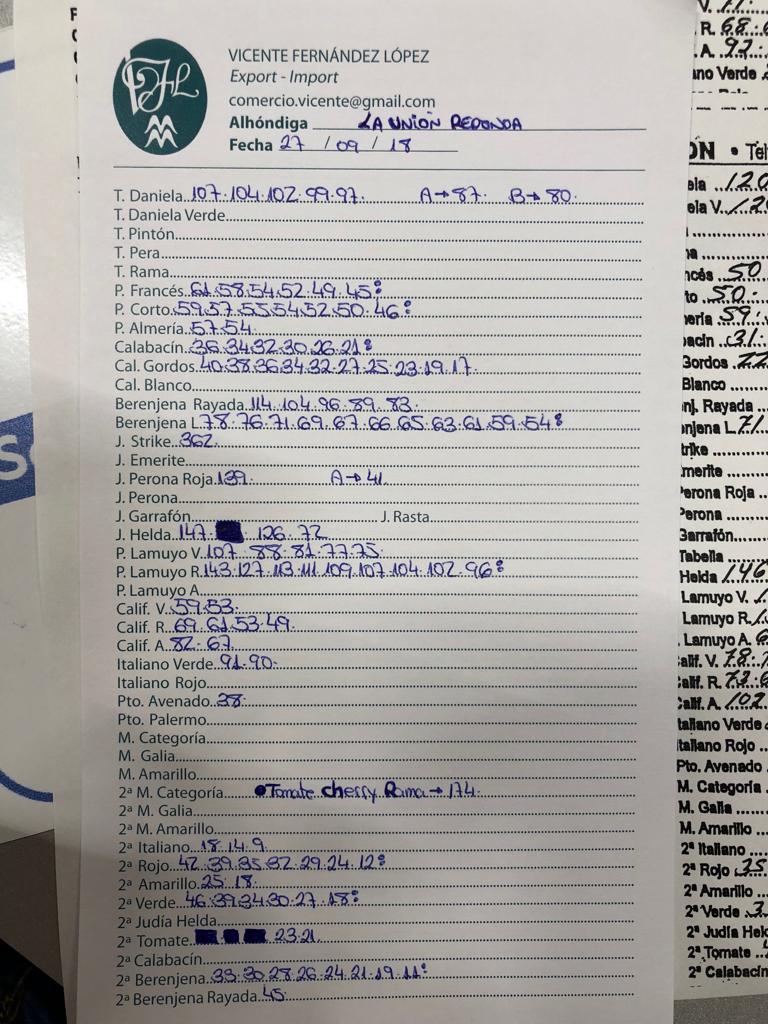 VICENTE FERNÁNDEZ LÓPEZ
Export - Import
comercio.vicente@gmail.com
Alhóndiga LA UNIÓN REDONDA
Fecha 27 / 09 / 18
T. Daniela 107.104.102.99.97. A→87. B→80.
T. Daniela Verde
T. Pintón
T. Pera
T. Rama
P. Francés 61.58.54.52.49.45:
P. Corto 59.57.55.54.52.50.46:
P. Almería 57.54.
Calabacín 36.34.32.30.26.21:
Cal. Gordos 40.38.36.34.32.27.25.23.19.17.
Cal. Blanco
Berenjena Rayada 114.104.96.89.83.
Berenjena L 78.76.71.69.67.66.65.63.61.59.54:
J. Strike 362.
J. Emerite
J. Perona Roja 139. A→41.
J. Perona
J. Garrafón J. Rasta
J. Helda 147. 126.72.
P. Lamuyo V. 107.88.81.77.75.
P. Lamuyo R. 143.127.113.111.109.107.104.102.96:
P. Lamuyo A.
Calif. V. 59.53.
Calif. R. 69.61.53.49.
Calif. A. 82.67.
Italiano Verde 91.90.
Italiano Rojo
Pto. Avenado 38.
Pto. Palermo
M. Categoría
M. Galia
M. Amarillo
2ª M. Categoría ●Tomate cherry Rama→174.
2ª M. Galia
2ª M. Amarillo
2ª Italiano 18.14.9.
2ª Rojo 42.39.35.32.29.24.12:
2ª Amarillo 25.18.
2ª Verde 46.39.34.30.27.18:
2ª Judía Helda
2ª Tomate 23.21.
2ª Calabacín
2ª Berenjena 33.30.28.26.24.21.19.11:
2ª Berenjena Rayada 45.